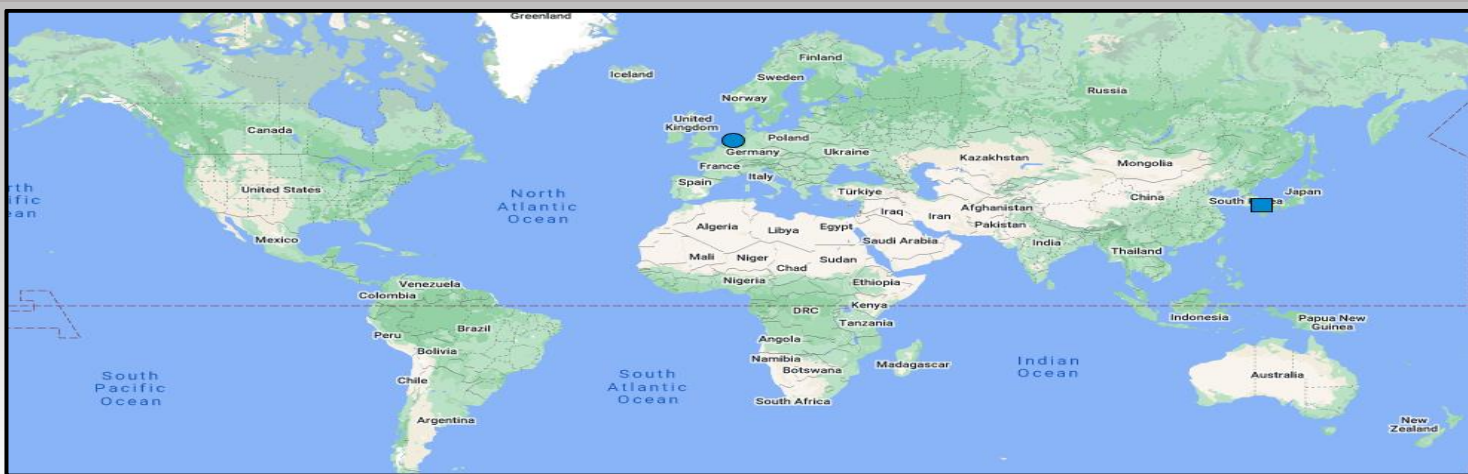 Greenland
Iceland
Finland
Sweden
Norway
Russia
United
Kingdom
Canada
Poland
Germany
Ukraine
France
Kazakhstan
Mongolia
Italy
Spain
Türkiye
United States
North
Atlantic
Ocean
China
Japan
South
Afghanistan
Iraq
Iran
Pakistan
Algeria
Libya
Egypt
Saudi Arabia
Mexico
India
Thailand
Mali
Niger
Chad
Sudan
Venezuela
Nigeria
Ethiopia
Colombia
DRC
Kenya
Tanzania
Indonesia
Papua New
Guinea
Brazil
Peru
Bolivia
Angola
Namibia
Botswana
Madagascar
Indian
Ocean
South
Pacific
Ocean
South
Atlantic
Ocean
Chile
Australia
South Africa
Argentina
New
Zealand